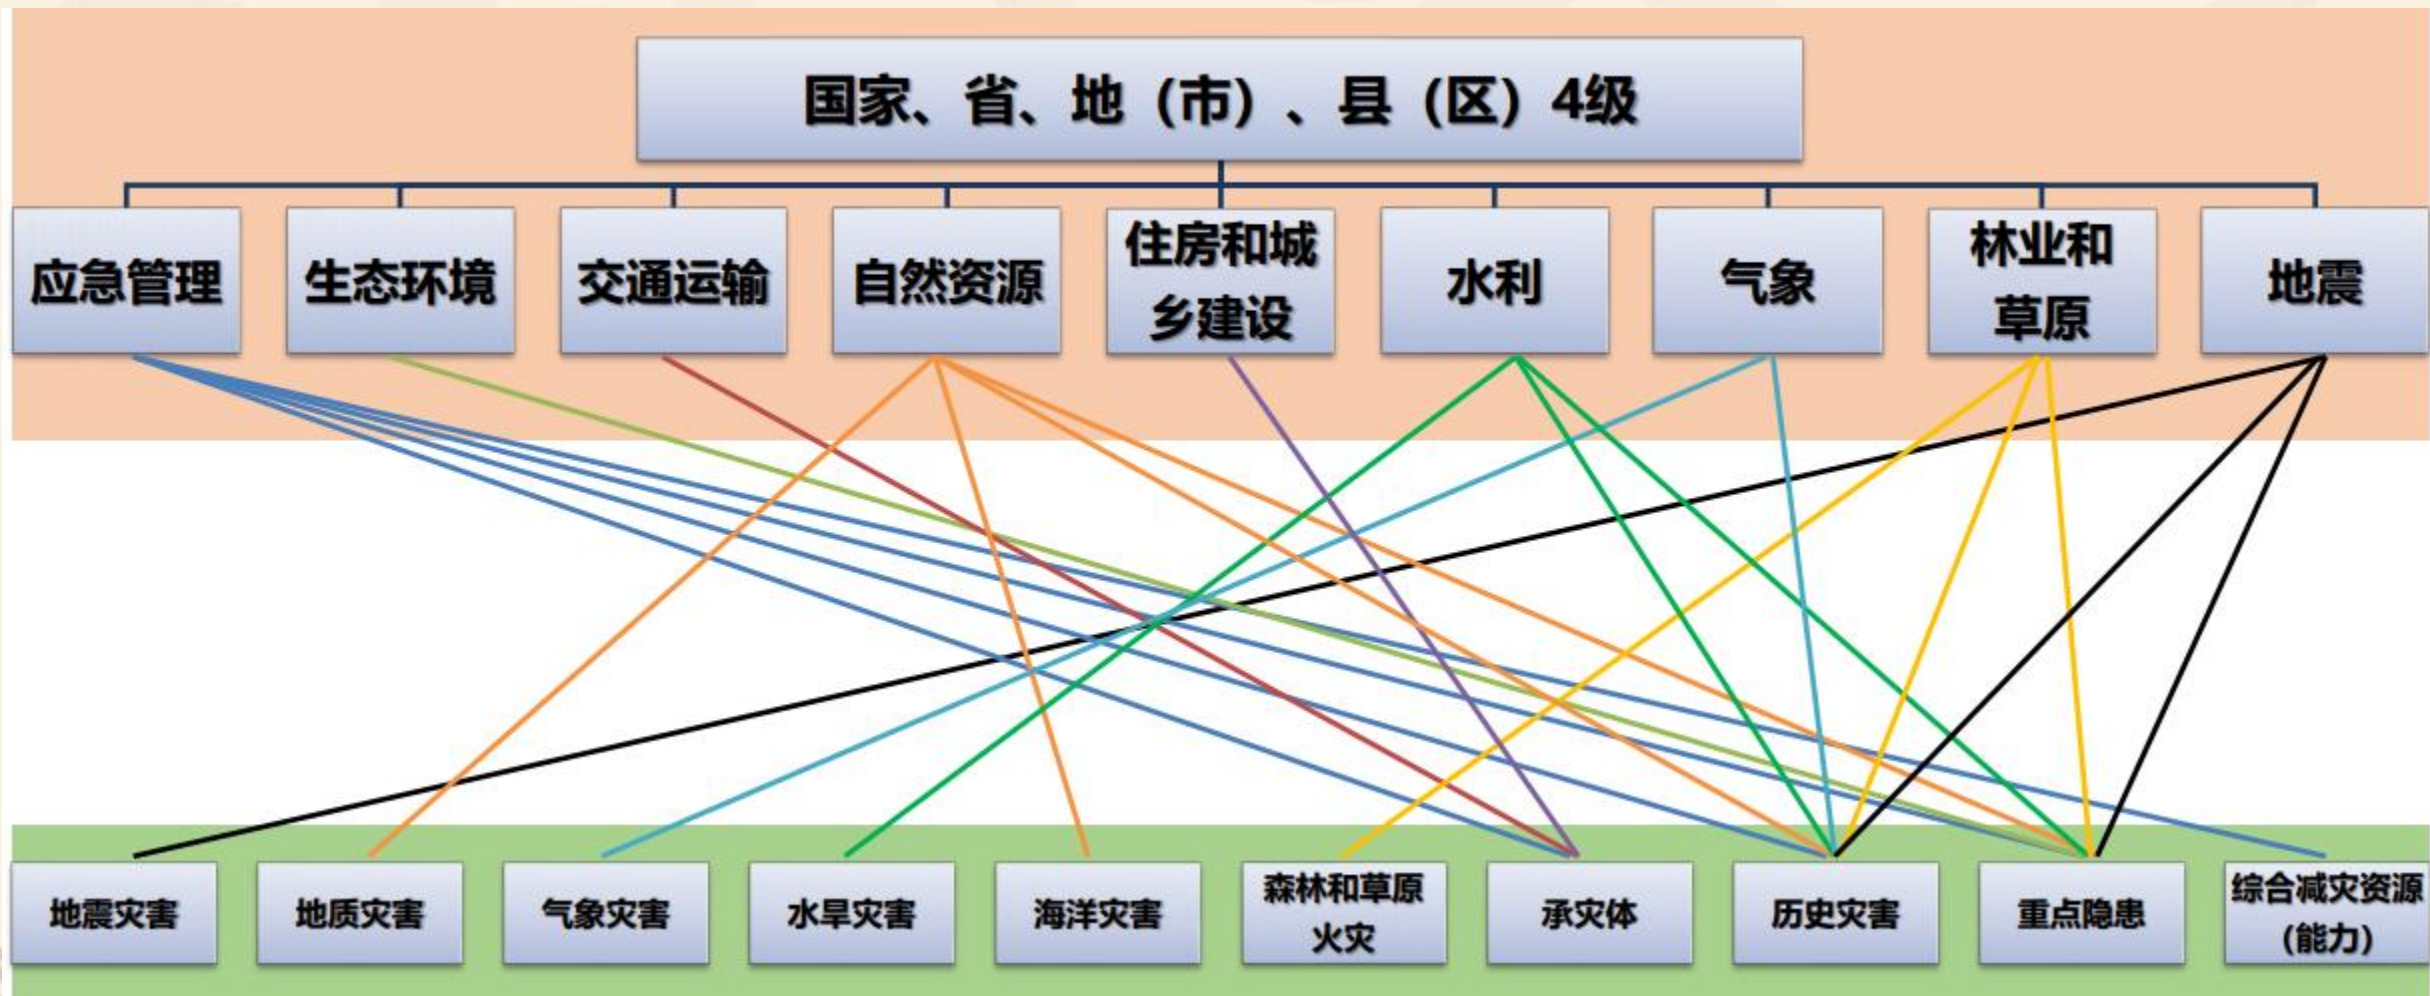 国家、省、地（市）、县（区）4级
应急管理
生态环境
交通运输
自然资源
住房和城
乡建设
水利
气象
林业和
草原
地震
地震灾害
地质灾害
气象灾害
水旱灾害
海洋灾害
森林和草原
火灾
承灾体
历史灾害
重点隐患
综合减灾资源
（能力）